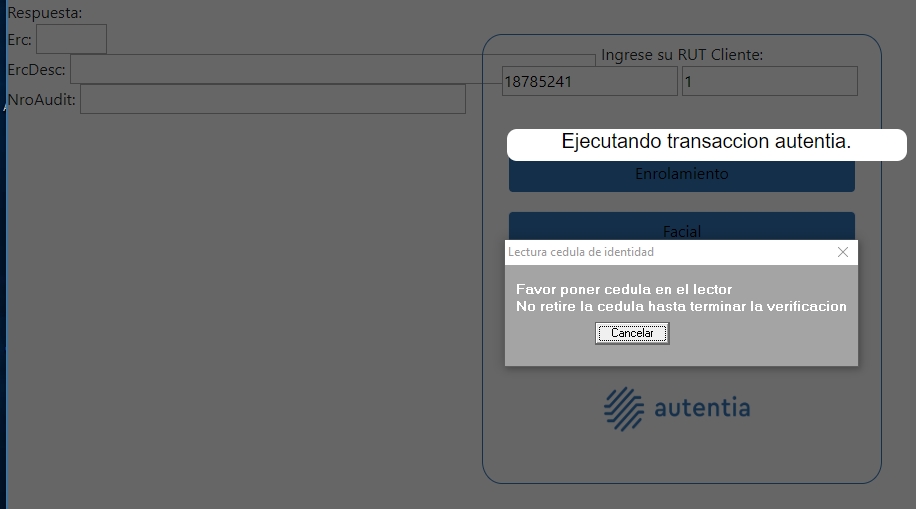 Respuesta:
Erc:
ErcDesc:
NroAudit:
Ingrese su RUT Cliente:
18785241 1
Ejecutando transaccion autentia.
Enrolamiento
Facial
Lectura cedula de identidad
Favor poner cedula en el lector
No retire la cedula hasta terminar la verificacion
Cancelar
autentia